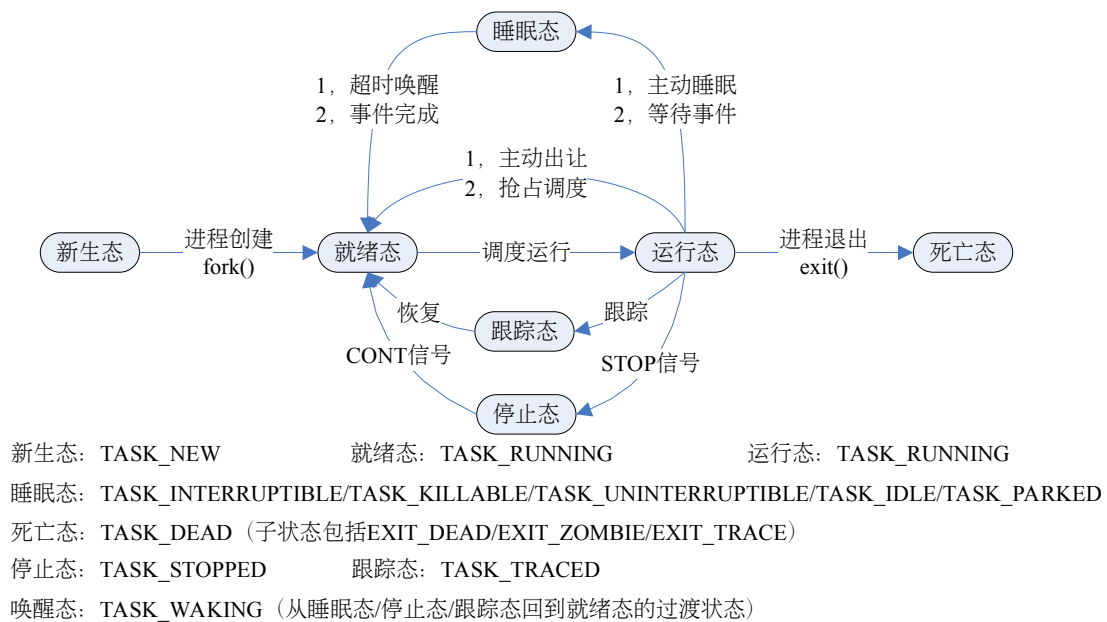 睡眠态
1，超时唤醒
2，事件完成
1，主动睡眠
2，等待事件
1，主动出让
2，抢占调度
新生态
进程创建
fork()
就绪态
调度运行
运行态
进程退出
exit()
死亡态
恢复
跟踪态
跟踪
CONT信号
STOP信号
停止态
新生态：TASK_NEW 就绪态：TASK_RUNNING 运行态：TASK_RUNNING
睡眠态：TASK_INTERRUPTIBLE/TASK_KILLABLE/TASK_UNINTERRUPTIBLE/TASK_IDLE/TASK_PARKED
死亡态：TASK_DEAD（子状态包括EXIT_DEAD/EXIT_ZOMBIE/EXIT_TRACE）
停止态：TASK_STOPPED 跟踪态：TASK_TRACED
唤醒态：TASK_WAKING（从睡眠态/停止态/跟踪态回到就绪态的过渡状态）